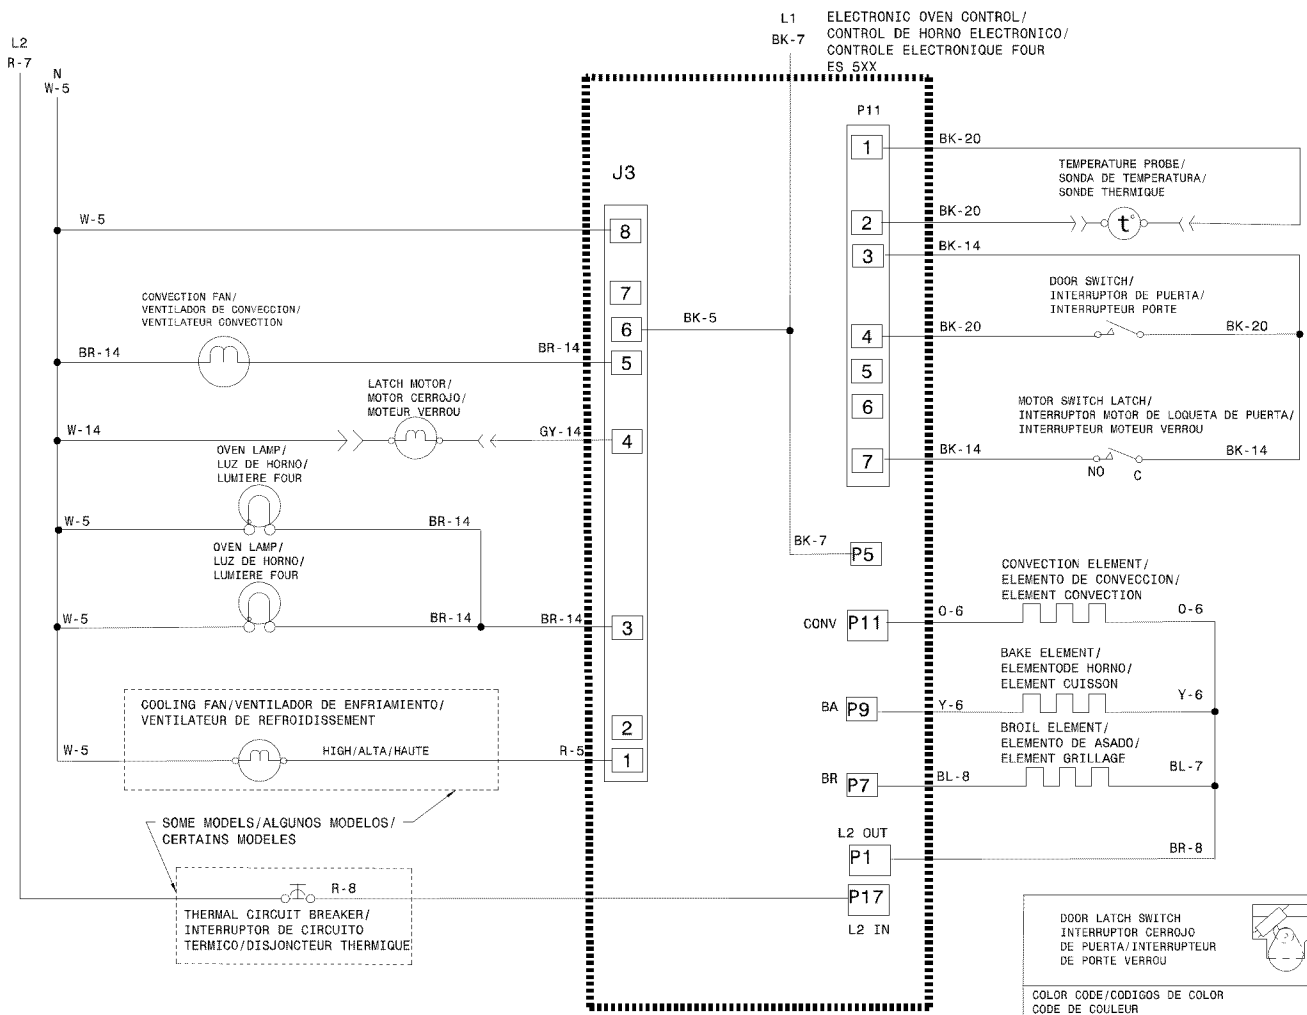 L2
R-7
N
W-5
L1
BK-7
ELECTRONIC OVEN CONTROL/
CONTROL DE HORNO ELECTRONICO/
CONTROLE ELECTRONIQUE FOUR
ES 5XX
J3
8
7
6
5
4
3
2
1
W-5
CONVECTION FAN/
VENTILADOR DE CONVECCION/
VENTILATEUR CONVECTION
BR-14
BR-14
BK-5
LATCH MOTOR/
MOTOR CERROJO/
MOTEUR VERROU
W-14
GY-14
OVEN LAMP/
LUZ DE HORNO/
LUMIERE FOUR
W-5
BR-14
OVEN LAMP/
LUZ DE HORNO/
LUMIERE FOUR
W-5
BR-14
BR-14
COOLING FAN/VENTILADOR DE ENFRIAMIENTO/
VENTILATEUR DE REFROIDISSEMENT
W-5
HIGH/ALTA/HAUTE
R-5
SOME MODELS/ALGUNOS MODELOS/
CERTAINS MODELES
R-8
THERMAL CIRCUIT BREAKER/
INTERRUPTOR DE CIRCUITO
TERMICO/DISJONCTEUR THERMIQUE
P11
1
2
3
4
5
6
7
BK-20
TEMPERATURE PROBE/
SONDA DE TEMPERATURA/
SONDE THERMIQUE
BK-20
t°
BK-14
DOOR SWITCH/
INTERRUPTOR DE PUERTA/
INTERRUPTEUR PORTE
BK-20
BK-20
MOTOR SWITCH LATCH/
INTERRUPTOR MOTOR DE LOQUETA DE PUERTA/
INTERRUPTEUR MOTEUR VERROU
BK-14
BK-14
NO
C
BK-7
P5
CONVECTION ELEMENT/
ELEMENTO DE CONVECCION/
ELEMENT CONVECTION
CONV
P11
O-6
O-6
BAKE ELEMENT/
ELEMENTODE HORNO/
ELEMENT CUISSON
BA
P9
Y-6
Y-6
BROIL ELEMENT/
ELEMENTO DE ASADO/
ELEMENT GRILLAGE
BR
P7
BL-8
BL-7
L2 OUT
P1
BR-8
P17
L2 IN
DOOR LATCH SWITCH
INTERRUPTOR CERROJO
DE PUERTA/INTERRUPTEUR
DE PORTE VERROU
COLOR CODE/CODIGOS DE COLOR
CODE DE COULEUR